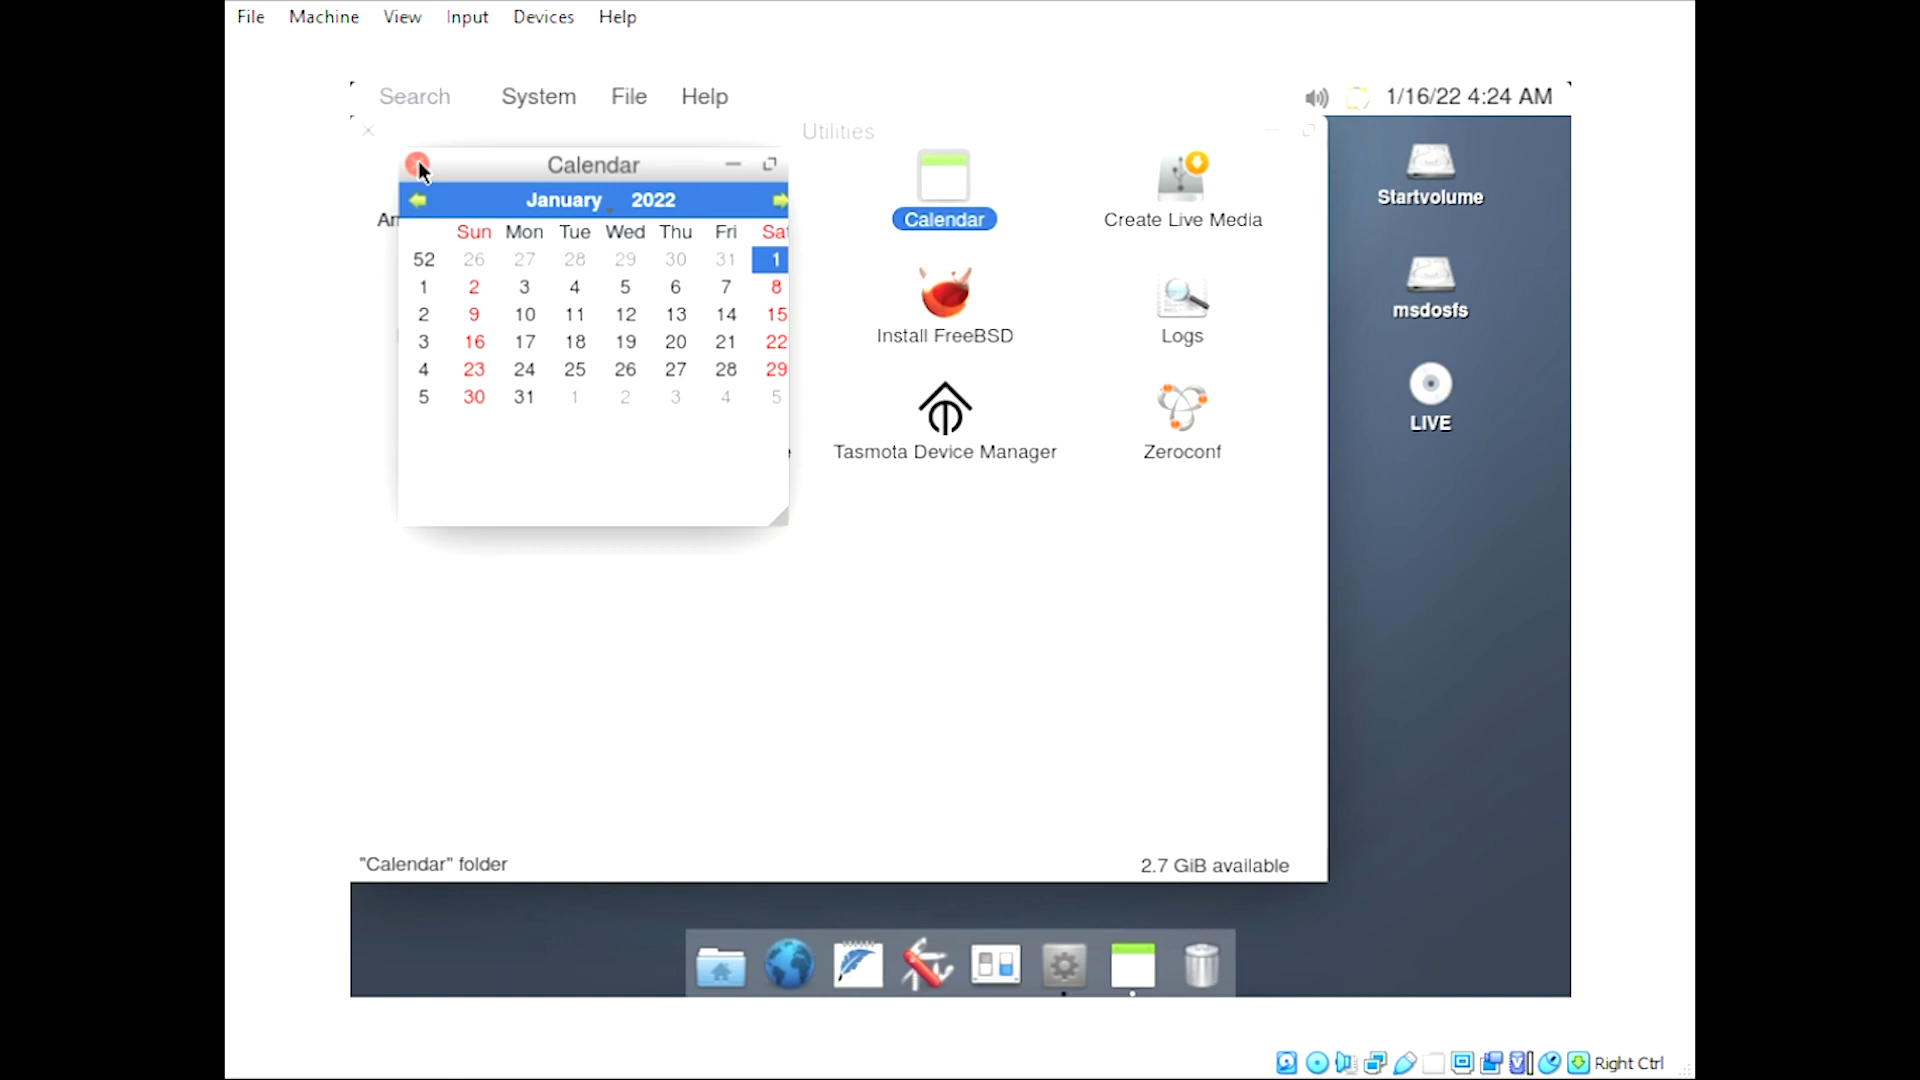 File Machine View Input Devices Help
Search System File Help 1/16/22 4:24 AM
Utilities
Calendar
January 2022
Sun Mon Tue Wed Thu Fri Sat
52 26 27 28 29 30 31 1
1 2 3 4 5 6 7 8
2 9 10 11 12 13 14 15
3 16 17 18 19 20 21 22
4 23 24 25 26 27 28 29
5 30 31 1 2 3 4 5
Calendar
Create Live Media
Install FreeBSD
Logs
Tasmota Device Manager
Zeroconf
Startvolume
msdosfs
LIVE
"Calendar" folder
2.7 GiB available
Right Ctrl